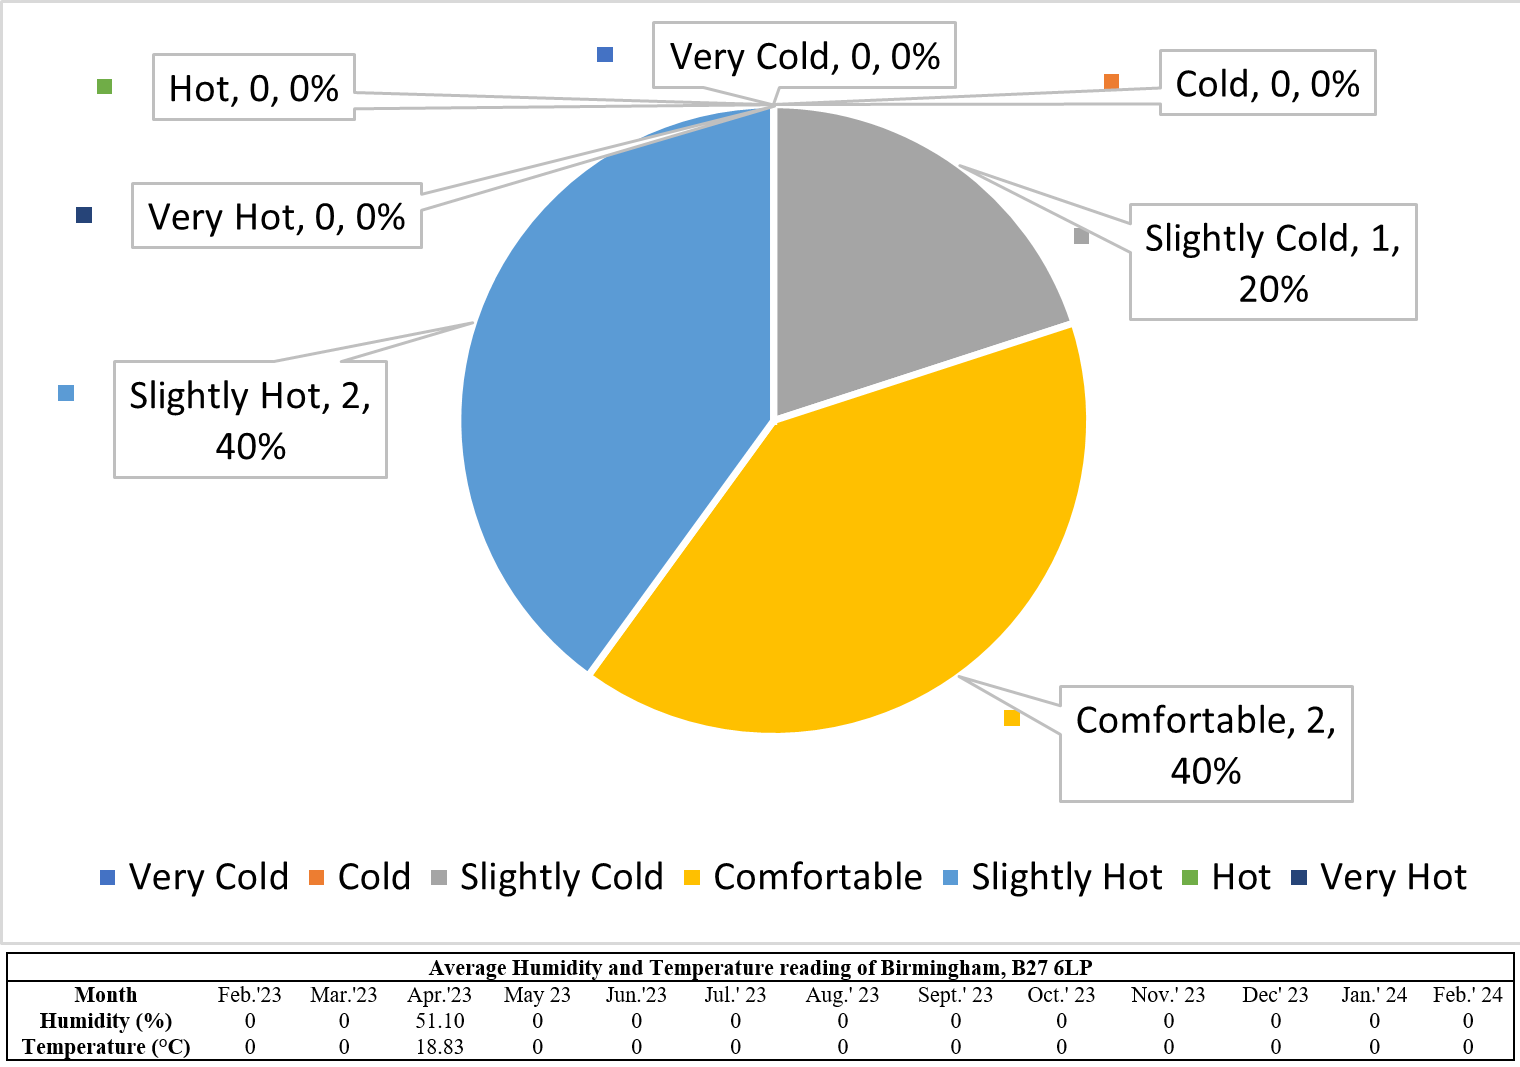 Very Cold, 0, 0%
Cold, 0, 0%
Hot, 0, 0%
Very Hot, 0, 0%
Slightly Cold, 1,
20%
Slightly Hot, 2,
40%
Comfortable, 2,
40%
Very Cold Cold Slightly Cold Comfortable Slightly Hot Hot Very Hot
Average Humidity and Temperature reading of Birmingham, B27 6LP
Month Feb.'23 Mar.'23 Apr.'23 May 23 Jun.'23 Jul.' 23 Aug.' 23 Sept.' 23 Oct.' 23 Nov.' 23 Dec' 23 Jan.' 24 Feb.' 24
Humidity (%) 0 0 51.10 0 0 0 0 0 0 0 0 0 0
Temperature (°C) 0 0 18.83 0 0 0 0 0 0 0 0 0 0